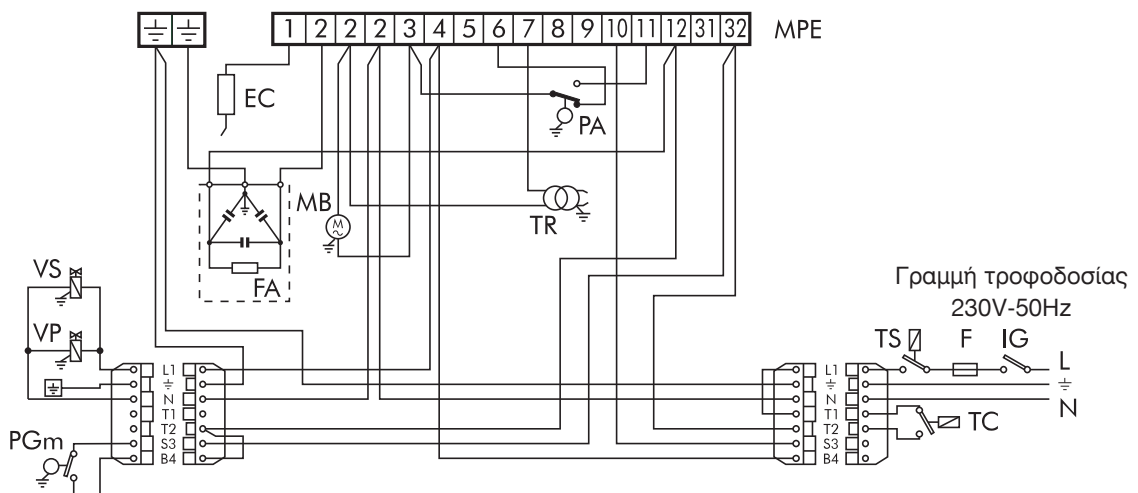 1 2 2 2 3 4 5 6 7 8 9 10 11 12 31 32 MPE
EC
PA
MB
M
TR
FA
VS
Γραμμή τροφοδοσίας
230V-50Hz
VP
TS F IG
L1 L1 L
N N N
T1 T1
T2 T2 TC
PGm
S3 S3
B4 B4